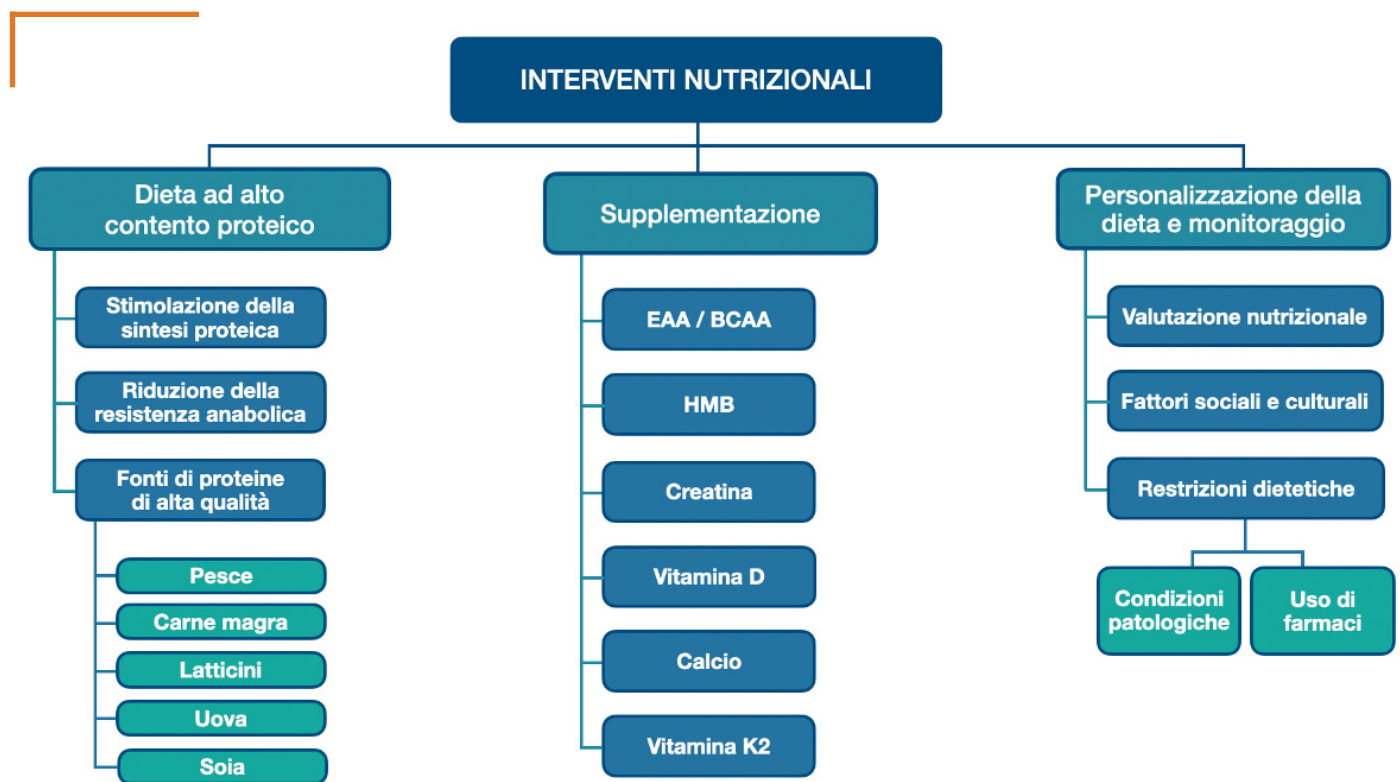 INTERVENTI NUTRIZIONALI
Dieta ad alto
contento proteico
Stimolazione della
sintesi proteica
Riduzione della
resistenza anabolica
Fonti di proteine
di alta qualità
Pesce
Carne magra
Latticini
Uova
Soia
Supplementazione
EAA / BCAA
HMB
Creatina
Vitamina D
Calcio
Vitamina K2
Personalizzazione della
dieta e monitoraggio
Valutazione nutrizionale
Fattori sociali e culturali
Restrizioni dietetiche
Condizioni
patologiche
Uso di
farmaci